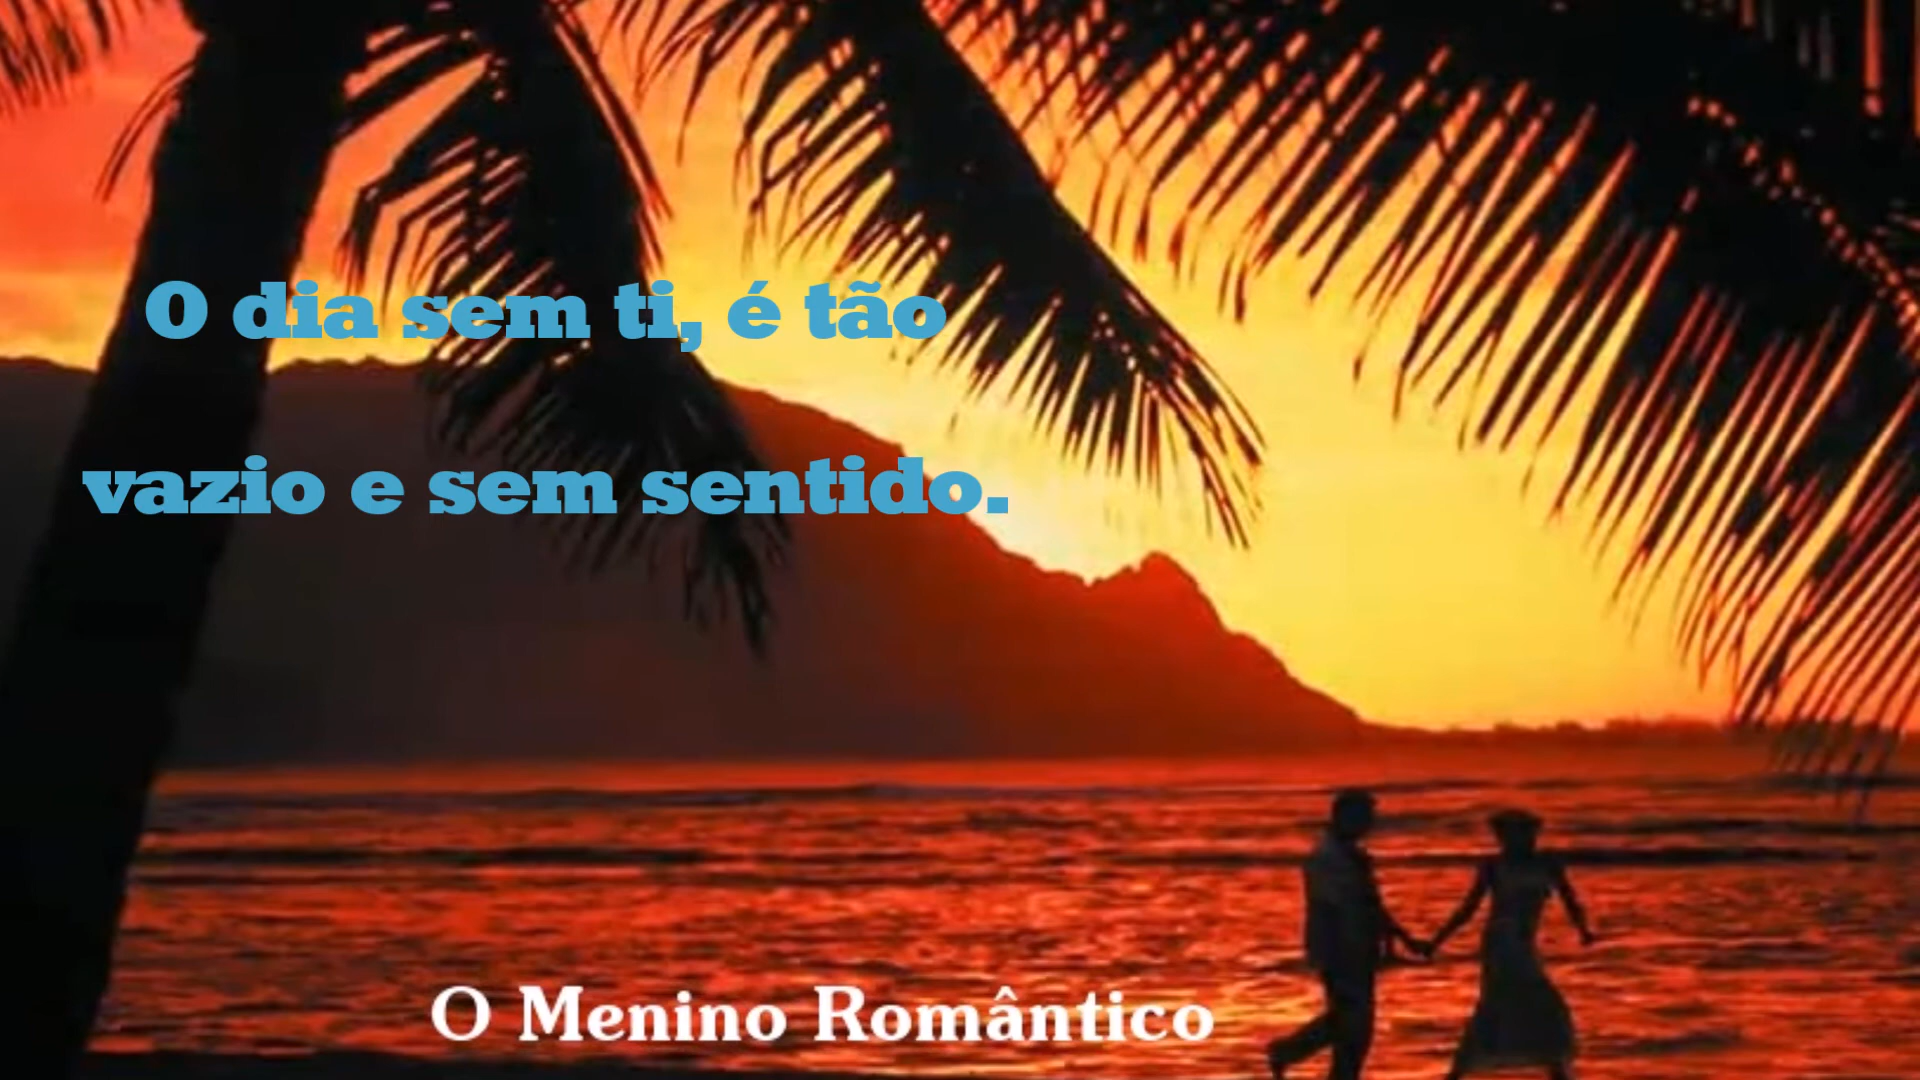 O dia sem ti, é tão
vazio e sem sentido.
O Menino Romântico